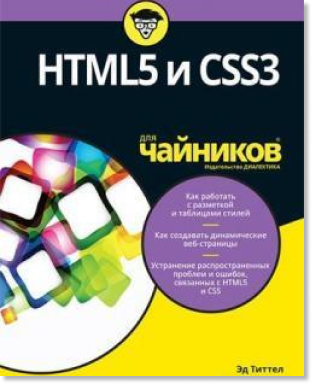 HTML5 и CSS3
для
чайников®
Издательство ДИАЛЕКТИКА
Как работать
с разметкой
и таблицами стилей
Как создавать динамические
веб-страницы
Устранение распространенных
проблем и ошибок,
связанных с HTML5
и CSS
Эд Титтел